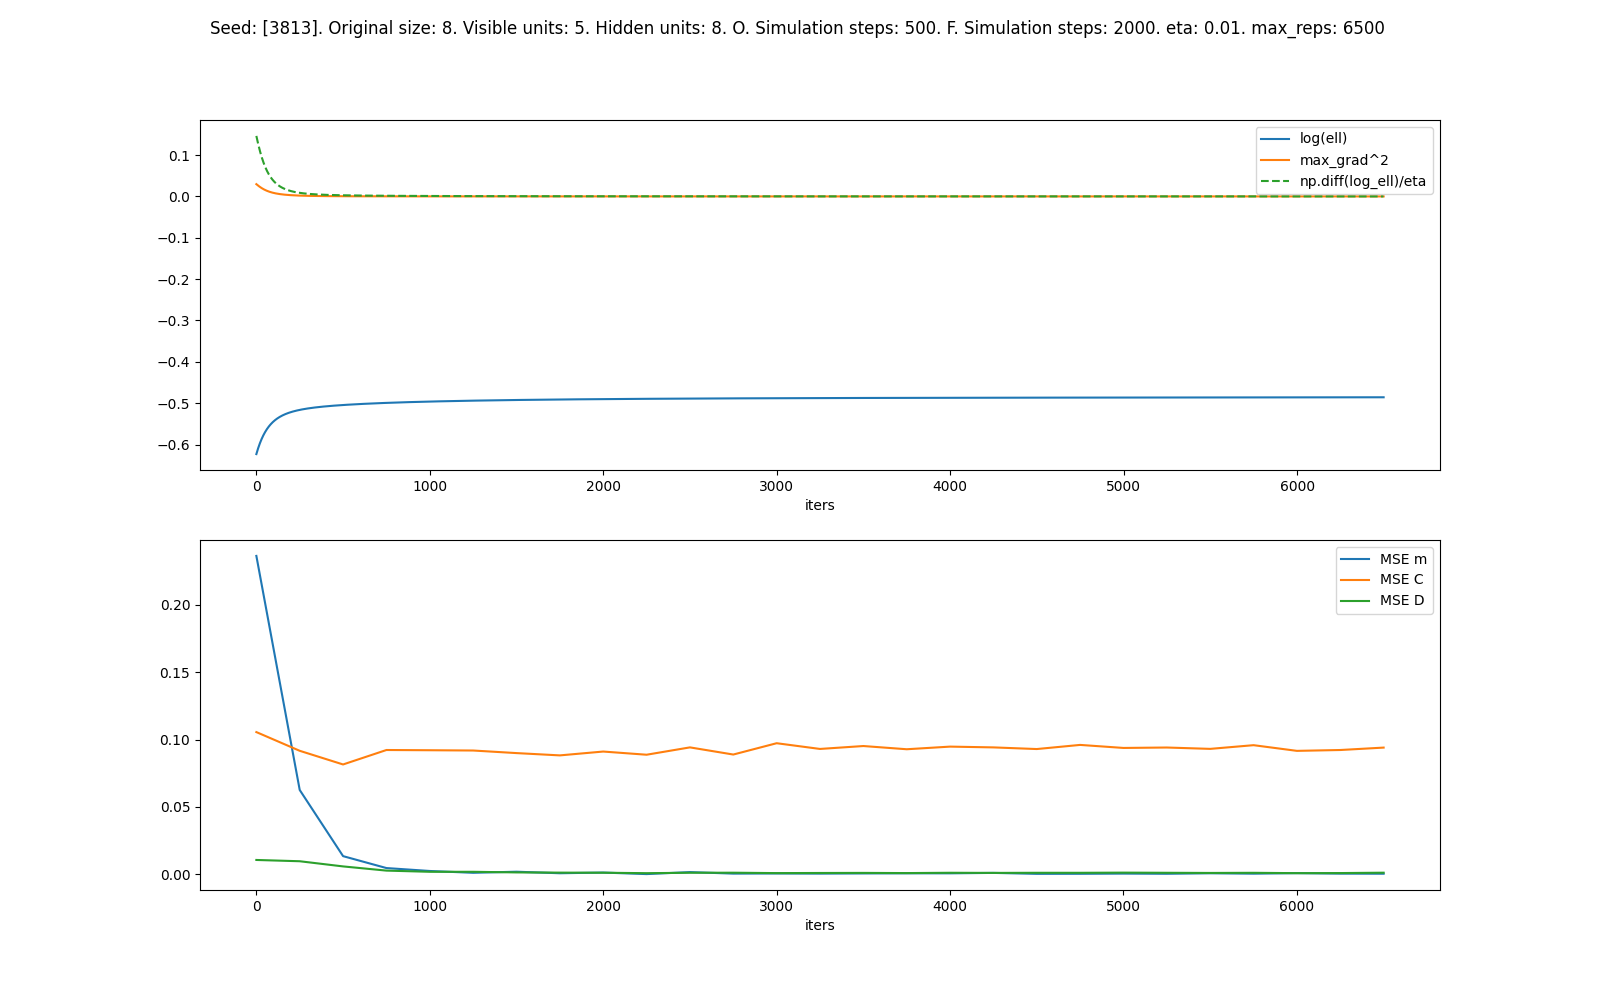 Seed: [3813]. Original size: 8. Visible units: 5. Hidden units: 8. O. Simulation steps: 500. F. Simulation steps: 2000. eta: 0.01. max_reps: 6500
log(ell)
max_grad^2
np.diff(log_ell)/eta
0.1
0.0
−0.1
−0.2
−0.3
−0.4
−0.5
−0.6
0 1000 2000 3000 4000 5000 6000
iters
MSE m
MSE C
MSE D
0.20
0.15
0.10
0.05
0.00
0 1000 2000 3000 4000 5000 6000
iters